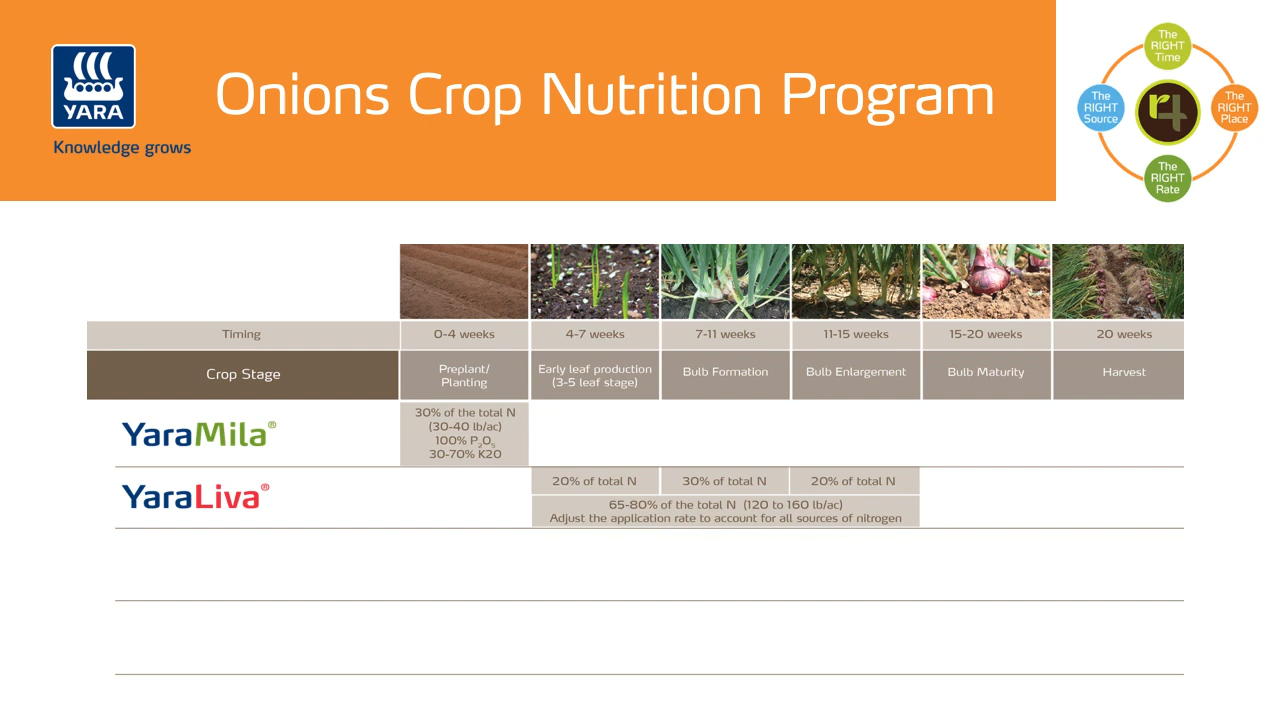 YARA
Knowledge grows
Onions Crop Nutrition Program
The
RIGHT
Time
The
RIGHT
Source
r4
The
RIGHT
Place
The
RIGHT
Rate
Timing
0-4 weeks
4-7 weeks
7-11 weeks
11-15 weeks
15-20 weeks
20 weeks
Crop Stage
Preplant/
Planting
Early leaf production
(3-5 leaf stage)
Bulb Formation
Bulb Enlargement
Bulb Maturity
Harvest
YaraMila®
30% of the total N
(30-40 lb/ac)
100% P₂O₅
30-70% K20
YaraLiva®
20% of total N
30% of total N
20% of total N
65-80% of the total N (120 to 160 lb/ac)
Adjust the application rate to account for all sources of nitrogen